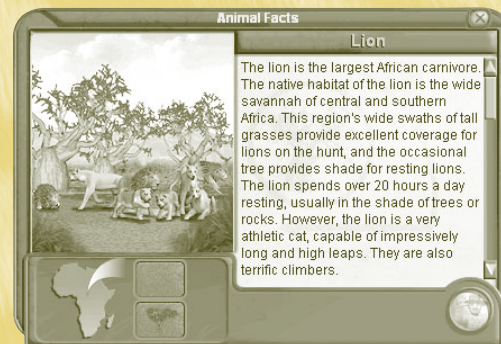 Animal Facts
Lion
The lion is the largest African carnivore.
The native habitat of the lion is the wide
savannah of central and southern
Africa. This region's wide swaths of tall
grasses provide excellent coverage for
lions on the hunt, and the occasional
tree provides shade for resting lions.
The lion spends over 20 hours a day
resting, usually in the shade of trees or
rocks. However, the lion is a very
athletic cat, capable of impressively
long and high leaps. They are also
terrific climbers.